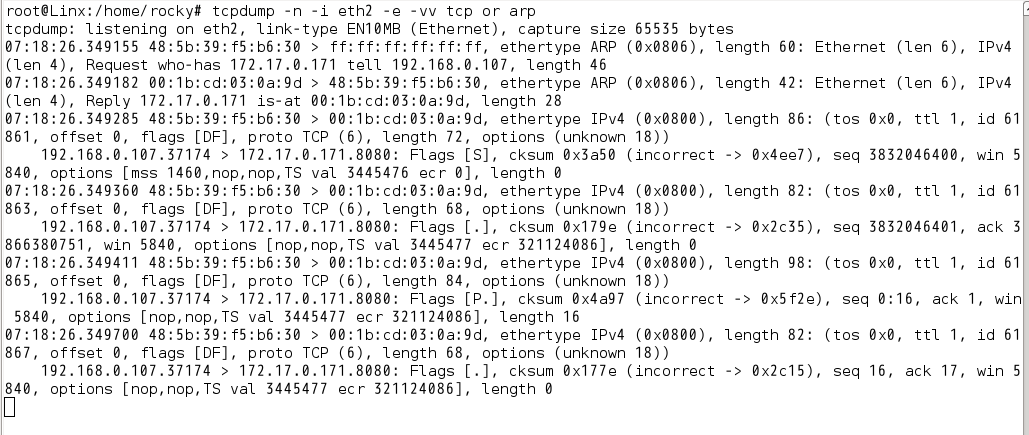 root@Linx:/home/rocky# tcpdump -n -i eth2 -e -vv tcp or arp
tcpdump: listening on eth2, link-type EN10MB (Ethernet), capture size 65535 bytes
07:18:26.349155 48:5b:39:f5:b6:30 > ff:ff:ff:ff:ff:ff, ethertype ARP (0x0806), length 60: Ethernet (len 6), IPv4
(len 4), Request who-has 172.17.0.171 tell 192.168.0.107, length 46
07:18:26.349182 00:1b:cd:03:0a:9d > 48:5b:39:f5:b6:30, ethertype ARP (0x0806), length 42: Ethernet (len 6), IPv4
(len 4), Reply 172.17.0.171 is-at 00:1b:cd:03:0a:9d, length 28
07:18:26.349285 48:5b:39:f5:b6:30 > 00:1b:cd:03:0a:9d, ethertype IPv4 (0x0800), length 86: (tos 0x0, ttl 1, id 61
861, offset 0, flags [DF], proto TCP (6), length 72, options (unknown 18))
    192.168.0.107.37174 > 172.17.0.171.8080: Flags [S], cksum 0x3a50 (incorrect -> 0x4ee7), seq 3832046400, win 5
840, options [mss 1460,nop,nop,TS val 3445476 ecr 0], length 0
07:18:26.349360 48:5b:39:f5:b6:30 > 00:1b:cd:03:0a:9d, ethertype IPv4 (0x0800), length 82: (tos 0x0, ttl 1, id 61
863, offset 0, flags [DF], proto TCP (6), length 68, options (unknown 18))
    192.168.0.107.37174 > 172.17.0.171.8080: Flags [.], cksum 0x179e (incorrect -> 0x2c35), seq 3832046401, ack 3
866380751, win 5840, options [nop,nop,TS val 3445477 ecr 321124086], length 0
07:18:26.349411 48:5b:39:f5:b6:30 > 00:1b:cd:03:0a:9d, ethertype IPv4 (0x0800), length 98: (tos 0x0, ttl 1, id 61
865, offset 0, flags [DF], proto TCP (6), length 84, options (unknown 18))
    192.168.0.107.37174 > 172.17.0.171.8080: Flags [P.], cksum 0x4a97 (incorrect -> 0x5f2e), seq 0:16, ack 1, win
 5840, options [nop,nop,TS val 3445477 ecr 321124086], length 16
07:18:26.349700 48:5b:39:f5:b6:30 > 00:1b:cd:03:0a:9d, ethertype IPv4 (0x0800), length 82: (tos 0x0, ttl 1, id 61
867, offset 0, flags [DF], proto TCP (6), length 68, options (unknown 18))
    192.168.0.107.37174 > 172.17.0.171.8080: Flags [.], cksum 0x177e (incorrect -> 0x2c15), seq 16, ack 17, win 5
840, options [nop,nop,TS val 3445477 ecr 321124086], length 0